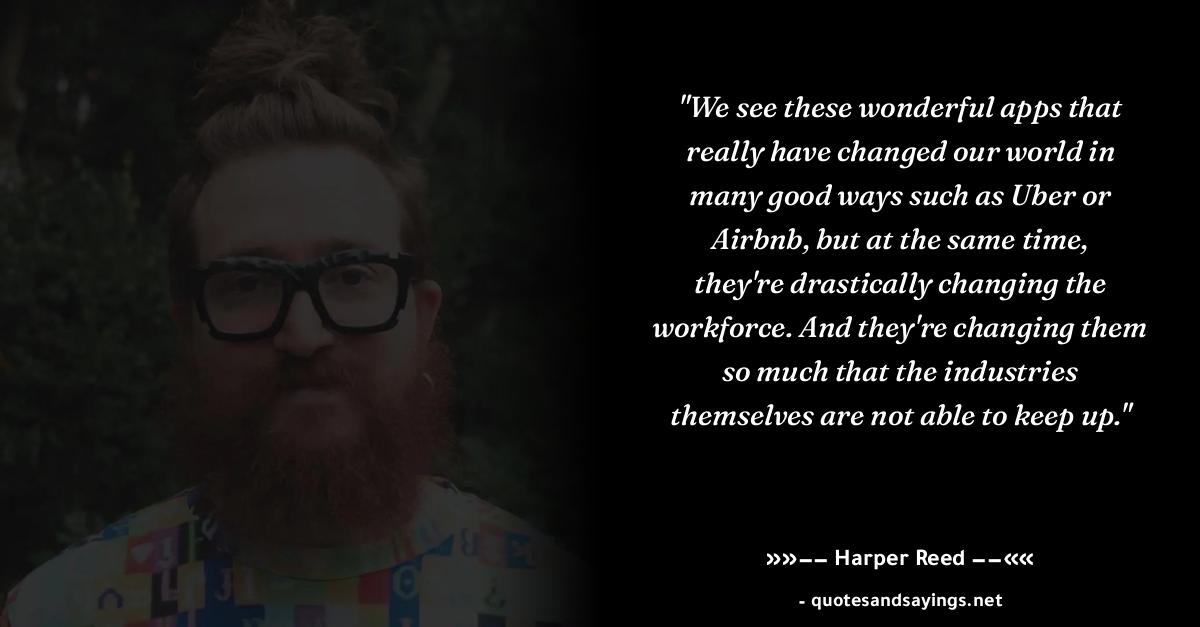 "We see these wonderful apps that
really have changed our world in
many good ways such as Uber or
Airbnb, but at the same time,
they're drastically changing the
workforce. And they're changing them
so much that the industries
themselves are not able to keep up."
»»—— Harper Reed ——««
- quotesandsayings.net